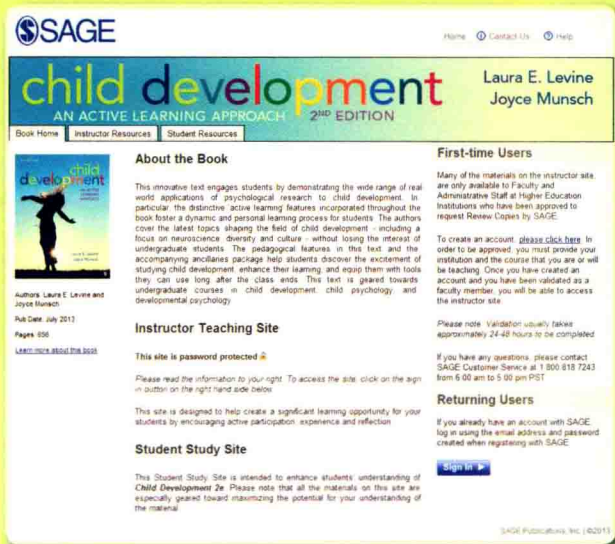 SAGE
Home Contact Us Help
child development
AN ACTIVE LEARNING APPROACH 2ND EDITION
Laura E. Levine
Joyce Munsch
Book Home Instructor Resources Student Resources
child
development
Authors: Laura E. Levine and
Joyce Munsch
Pub Date: July 2013
Pages: 656
Learn more about this book
About the Book
This innovative text engages students by demonstrating the wide range of real
world applications of psychological research to child development. In
particular, the distinctive active learning features incorporated throughout the
book foster a dynamic and personal learning process for students. The authors
cover the latest topics shaping the field of child development - including a
focus on neuroscience, diversity and culture - without losing the interest of
undergraduate students. The pedagogical features in this text and the
accompanying ancillaries package help students discover the excitement of
studying child development, enhance their learning, and equip them with tools
they can use long after the class ends. This text is geared towards
undergraduate courses in child development, child psychology, and
developmental psychology
Instructor Teaching Site
This site is password protected
Please read the information to your right. To access the site, click on the sign
in button on the right hand side below
This site is designed to help create a significant learning opportunity for your
students by encouraging active participation, experience and reflection
Student Study Site
This Student Study Site is intended to enhance students' understanding of
Child Development 2e. Please note that all the materials on this site are
especially geared toward maximizing the potential for your understanding of
the material
First-time Users
Many of the materials on the instructor site
are only available to Faculty and
Administrative Staff at Higher Education
Institutions who have been approved to
request Review Copies by SAGE.
To create an account, please click here. In
order to be approved, you must provide your
institution and the course that you are or will
be teaching. Once you have created an
account and you have been validated as a
faculty member, you will be able to access
the instructor site.
Please note: Validation usually takes
approximately 24-48 hours to be completed.
If you have any questions, please contact
SAGE Customer Service at 1 800 818 7243
from 6:00 am to 5:00 pm PST
Returning Users
If you already have an account with SAGE,
log in using the email address and password
created when registering with SAGE.
Sign In
SAGE Publications, Inc. | ©2013